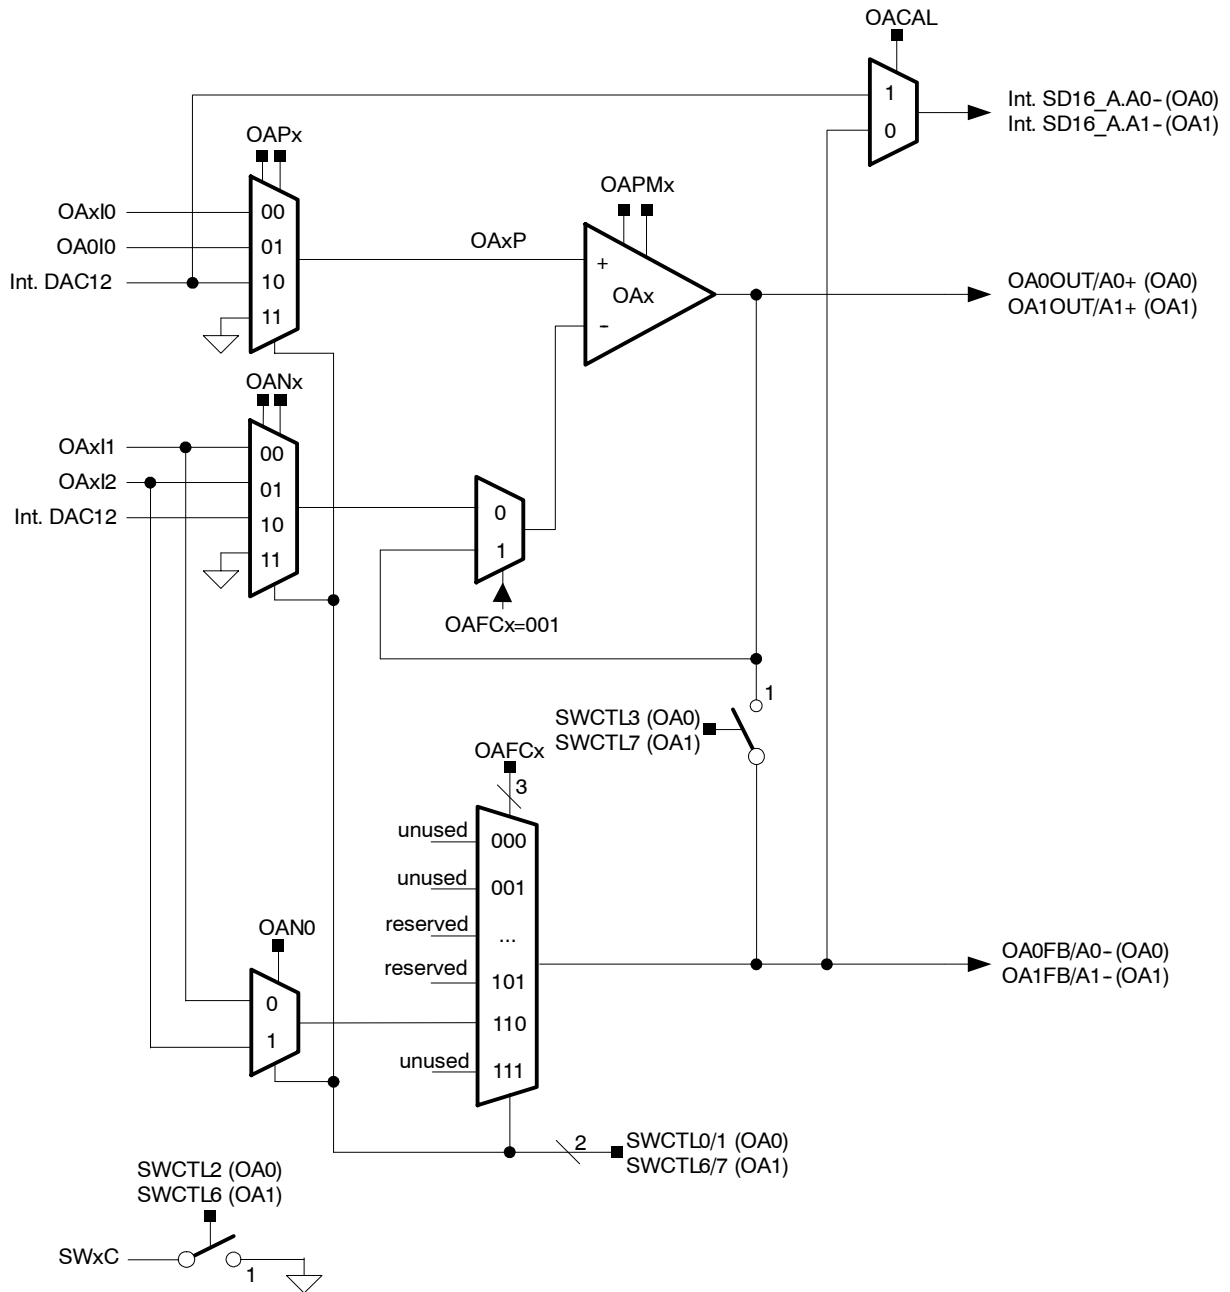 OACAL
1
0
Int. SD16_A.A0-(OA0)
Int. SD16_A.A1-(OA1)
OAPx
OAxI0
OA0I0
Int. DAC12
00
01
10
11
OAxP
OAPMx
+
OAx
-
OA0OUT/A0+ (OA0)
OA1OUT/A1+ (OA1)
OANx
OAxI1
OAxI2
Int. DAC12
00
01
10
11
0
1
OAFCx=001
1
SWCTL3 (OA0)
SWCTL7 (OA1)
OAFCx
3
unused
000
unused
001
reserved
...
reserved
101
110
unused
111
OAN0
0
1
OA0FB/A0-(OA0)
OA1FB/A1-(OA1)
2
SWCTL0/1 (OA0)
SWCTL6/7 (OA1)
SWCTL2 (OA0)
SWCTL6 (OA1)
SWxC
1